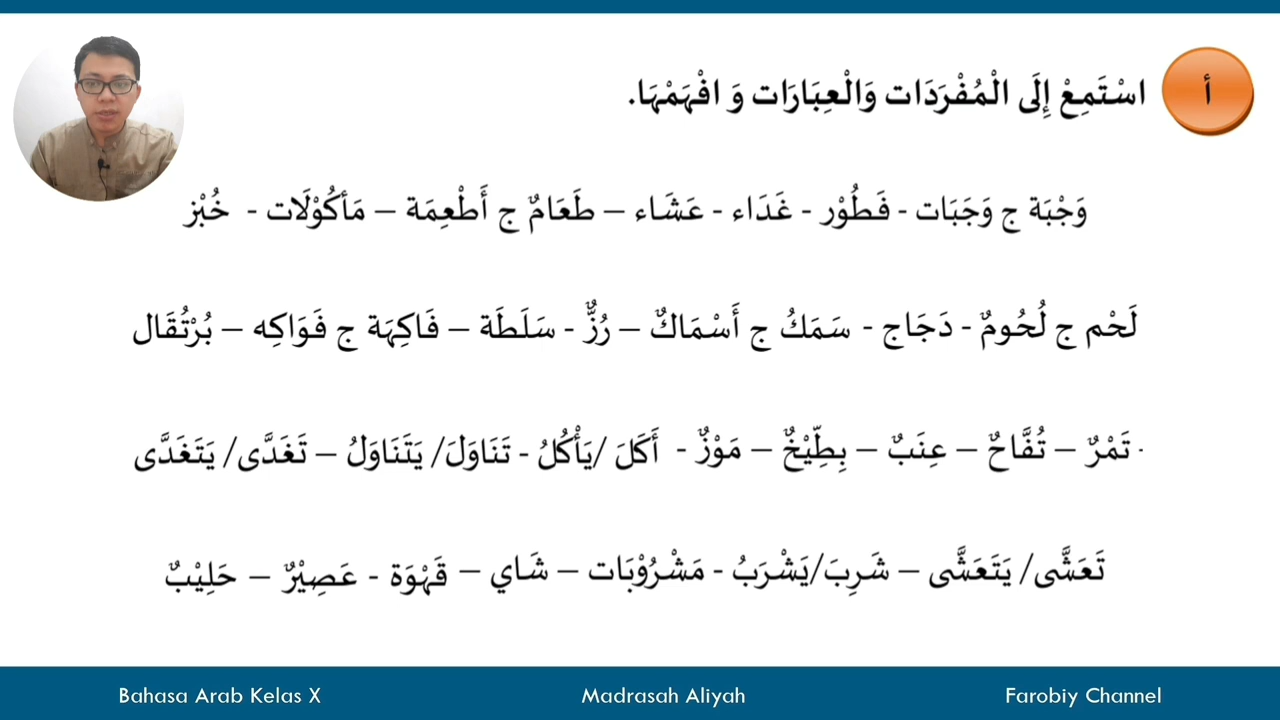 أ
اسْتَمِعْ إِلَى الْمُفْرَدَات وَالْعِبَارَات وَ افْهَمْهَا.
وَجْبَة ج وَجَبَات - فَطُوْر - غَدَاء - عَشَاء – طَعَامٌ ج أَطْعِمَة – مَأكُوْلَات - خُبْز
لَحْم ج لُحُومٌ - دَجَاج - سَمَكُ ج أَسْمَاكٌ – رُزٌّ - سَلَطَة – فَاكِهَة ج فَوَاكِه – بُرْتُقَال
· تَمْرٌ – تُفَّاحٌ – عِنَبٌ – بِطِّيْخٌ – مَوْزٌ - أَكَلَ /يَأْكُلُ - تَنَاوَلَ/ يَتَنَاوَلُ – تَغَدَّى/ يَتَغَدَّى
تَعَشَّى/ يَتَعَشَّى – شَرِبَ/يَشْرَبُ - مَشْرُوْبَات – شَاي – قَهْوَة - عَصِيْرٌ – حَلِيْبٌ
Bahasa Arab Kelas X Madrasah Aliyah Farobiy Channel